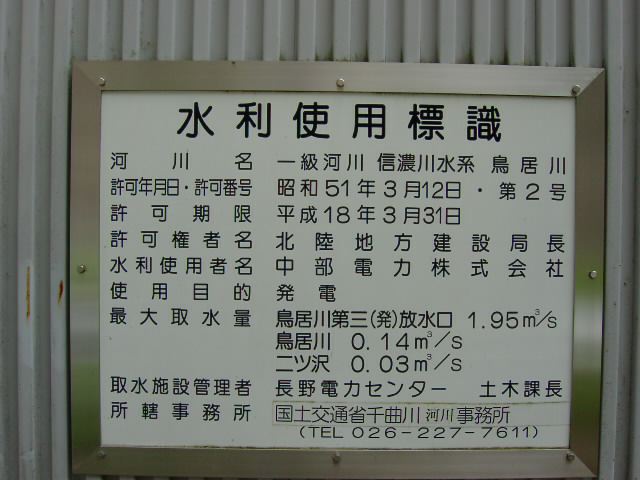 水利使用標識
河川名 一級河川 信濃川水系 鳥居川
許可年月日・許可番号 昭和51年3月12日・第2号
許可期限 平成18年3月31日
許可権者名 北陸地方建設局長
水利使用者名 中部電力株式会社
使用目的 発電
最大取水量 鳥居川第三(発)放水口 1.95m³/s
鳥居川 0.14m³/s
二ツ沢 0.03m³/s
取水施設管理者 長野電力センター 土木課長
所轄事務所 国土交通省千曲川河川事務所
(TEL 026-227-7611)